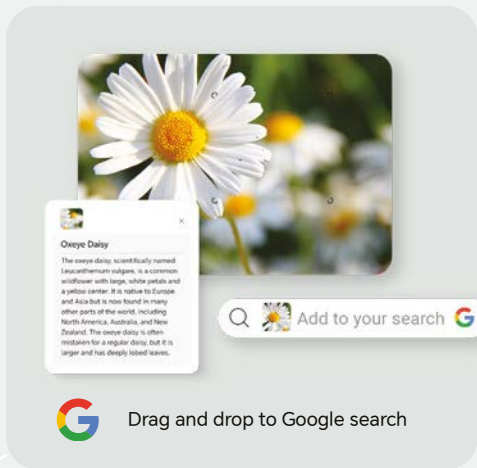 Oxeye Daisy
The oxeye daisy, scientifically named
Leucanthemum vulgare, is a common
wildflower with large, white petals and
a yellow center. It is native to Europe
and Asia but is now found in many
other parts of the world, including
North America, Australia, and New
Zealand. The oxeye daisy is often
mistaken for a regular daisy, but it is
larger and has deeply lobed leaves.
Add to your search
Drag and drop to Google search